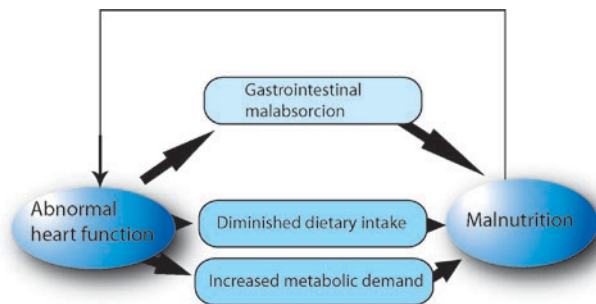 Gastrointestinal
malabsorcion
Abnormal
heart function
Diminished dietary intake
Malnutrition
Increased metabolic demand